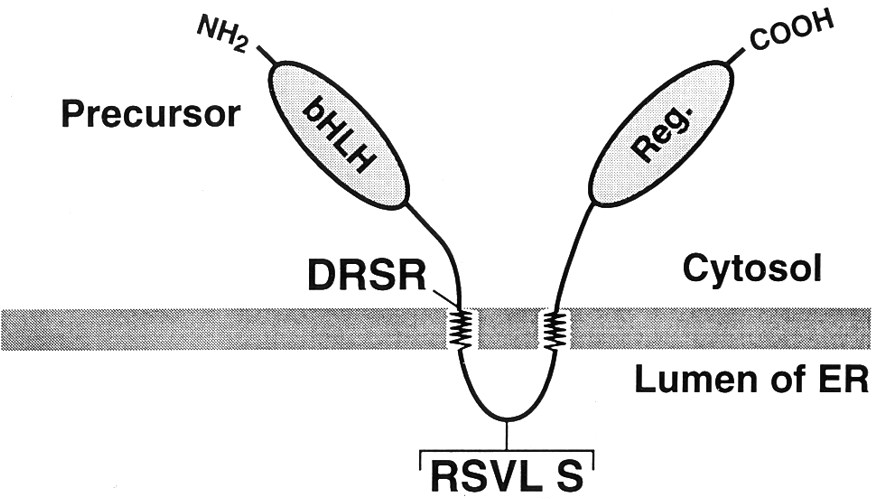 NH2
COOH
Precursor
bHLH
Reg.
DRSR
Cytosol
Lumen of ER
RSVL S